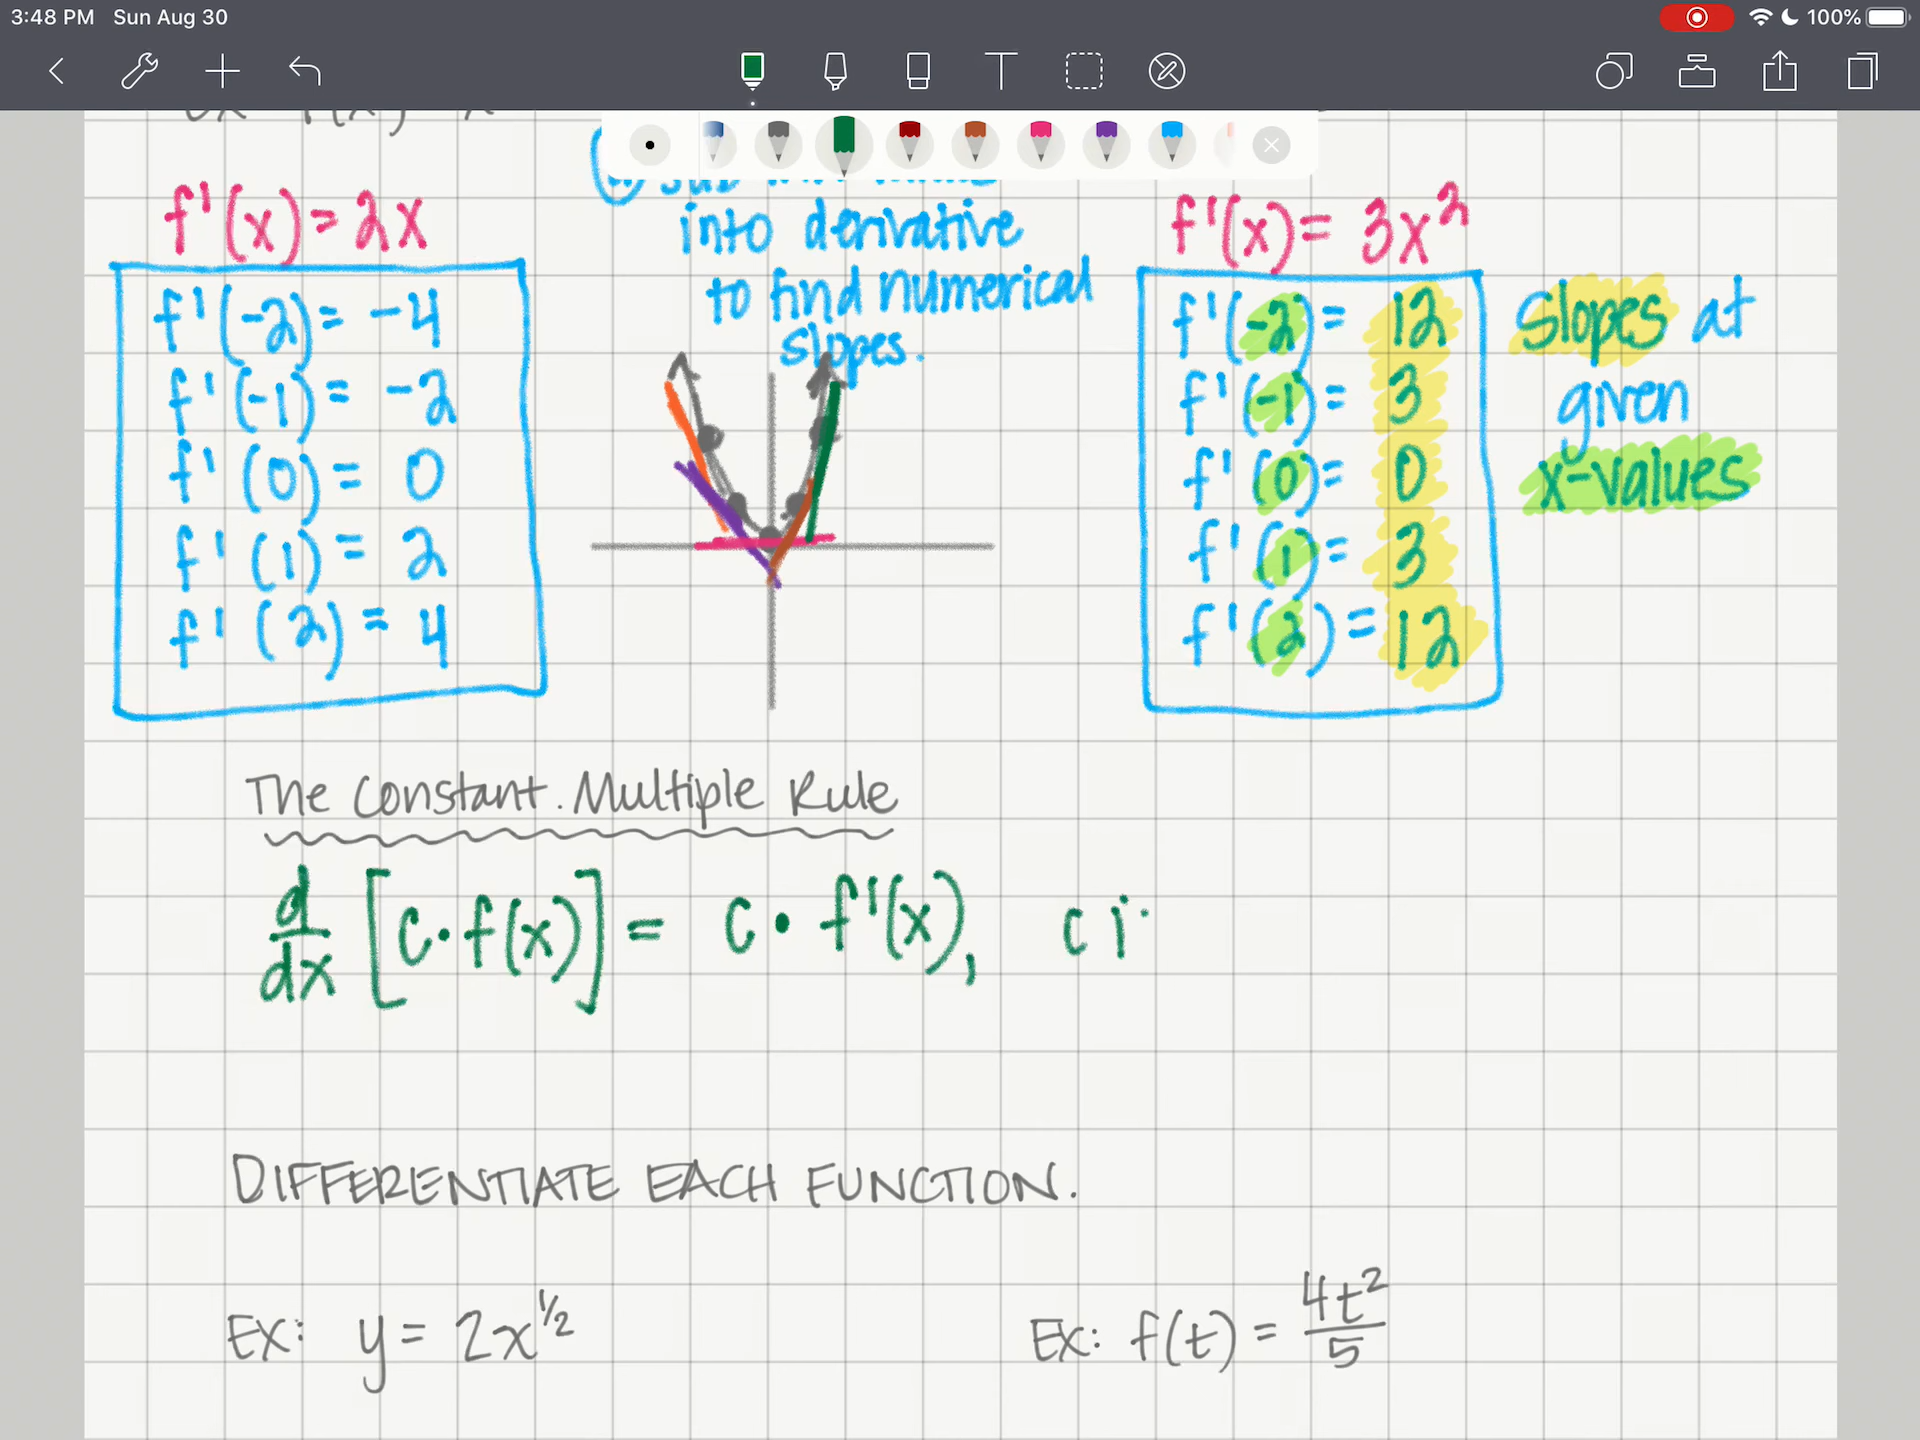 3:48 PM Sun Aug 30
100%
f'(x) = 2x
f'(-2) = -4
f'(-1) = -2
f'(0) = 0
f'(1) = 2
f'(2) = 4
into derivative
to find numerical
slopes.
f'(x) = 3x²
f'(-2) = 12
f'(-1) = 3
f'(0) = 0
f'(1) = 3
f'(2) = 12
Slopes at
given
x-values
The Constant. Multiple Rule
d/dx [c·f(x)] = c · f'(x), c i
DIFFERENTIATE EACH FUNCTION.
Ex: y = 2x^1/2
Ex: f(t) = 4t²/5